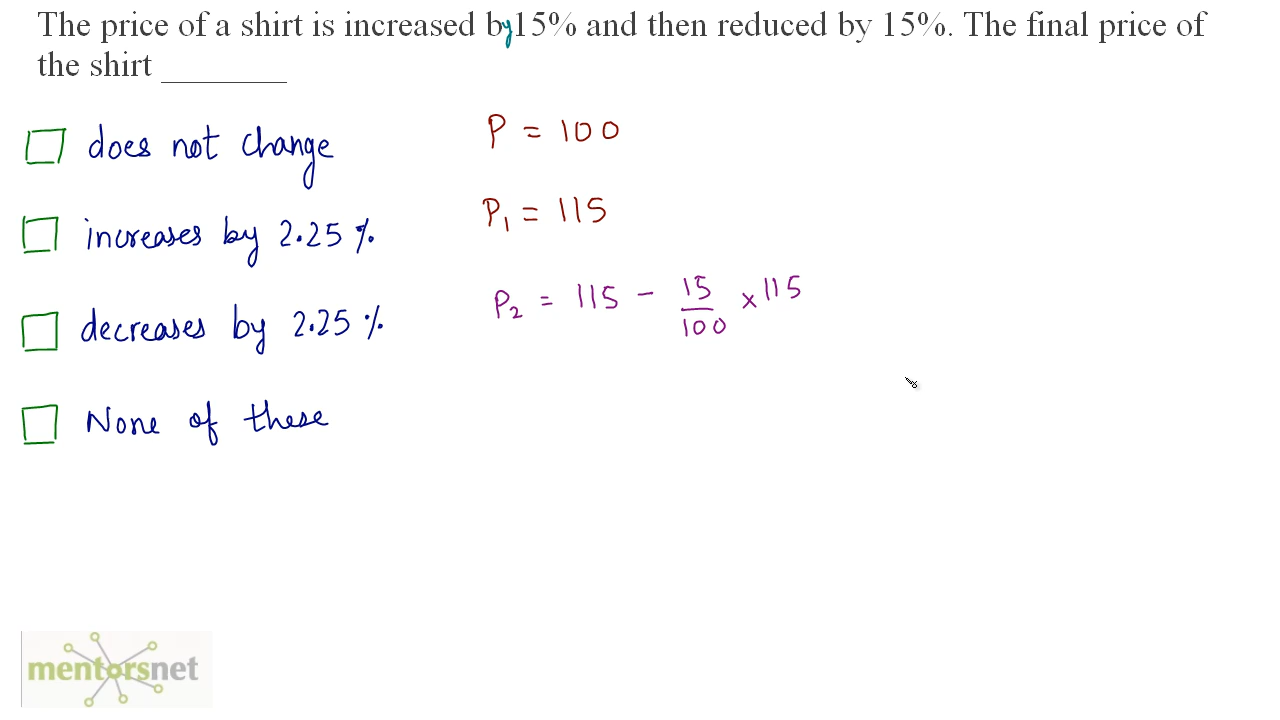 The price of a shirt is increased by 15% and then reduced by 15%. The final price of
the shirt ________
does not change
increases by 2.25 %
decreases by 2.25 %
None of these
P = 100
P₁ = 115
P₂ = 115 - 15/100 × 115
mentorsnet